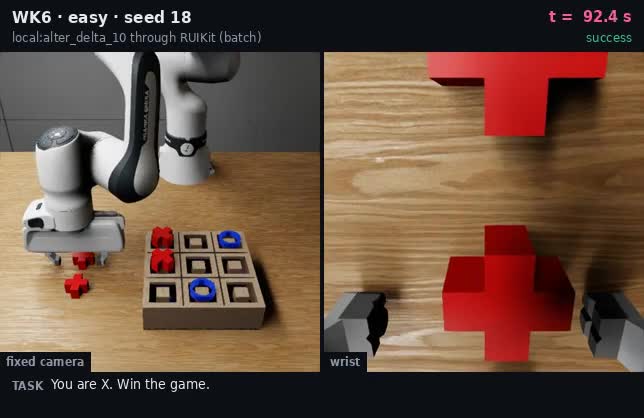 WK6 · easy · seed 18
t = 92.4 s
local:alter_delta_10 through RUIKit (batch)
success
fixed camera
wrist
TASK You are X. Win the game.